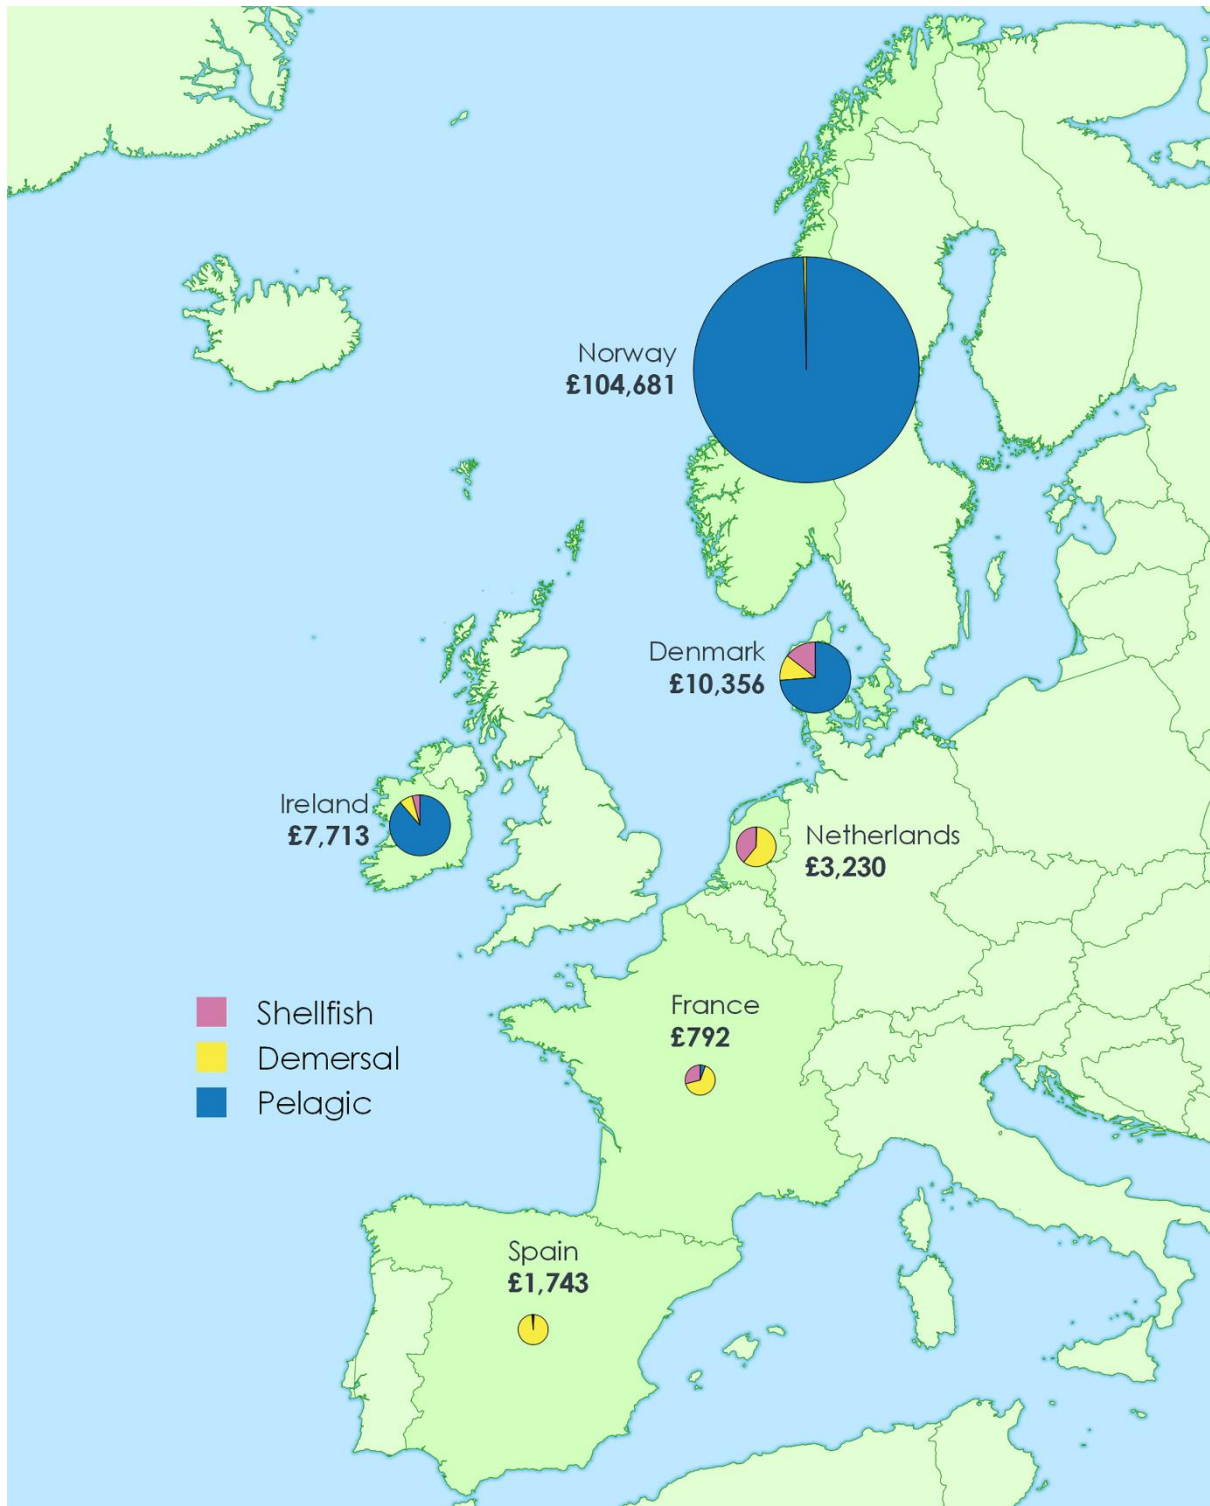 Norway
£104,681
Denmark
£10,356
Ireland
£7,713
Netherlands
£3,230
Shellfish
Demersal
Pelagic
France
£792
Spain
£1,743